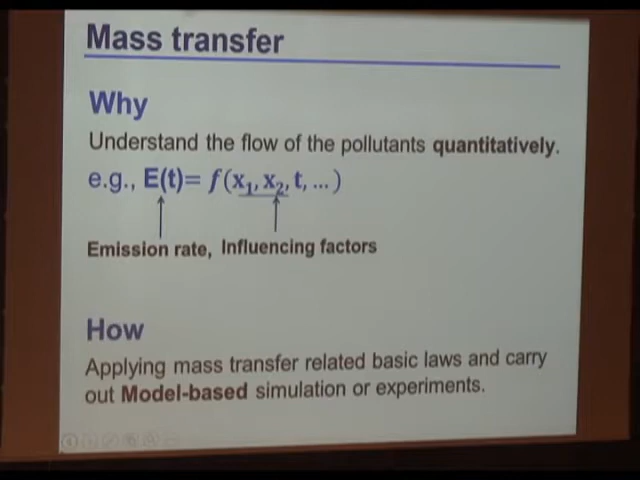 Mass transfer
Why
Understand the flow of the pollutants quantitatively.
e.g., E(t)= f(x₁, x₂, t, ...)
Emission rate, Influencing factors
How
Applying mass transfer related basic laws and carry
out Model-based simulation or experiments.